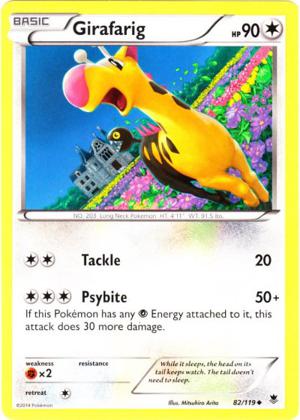 BASIC
Girafarig
HP90
NO. 203 Long Neck Pokémon HT. 4'11" WT. 91.5 lbs.
Tackle 20
Psybite 50+
If this Pokémon has any Energy attached to it, this
attack does 30 more damage.
weakness resistance
×2
retreat
While it sleeps, the head on its
tail keeps watch. The tail doesn't
need to sleep.
Illus. Mitsuhiro Arita 82/119
©2014 Pokémon